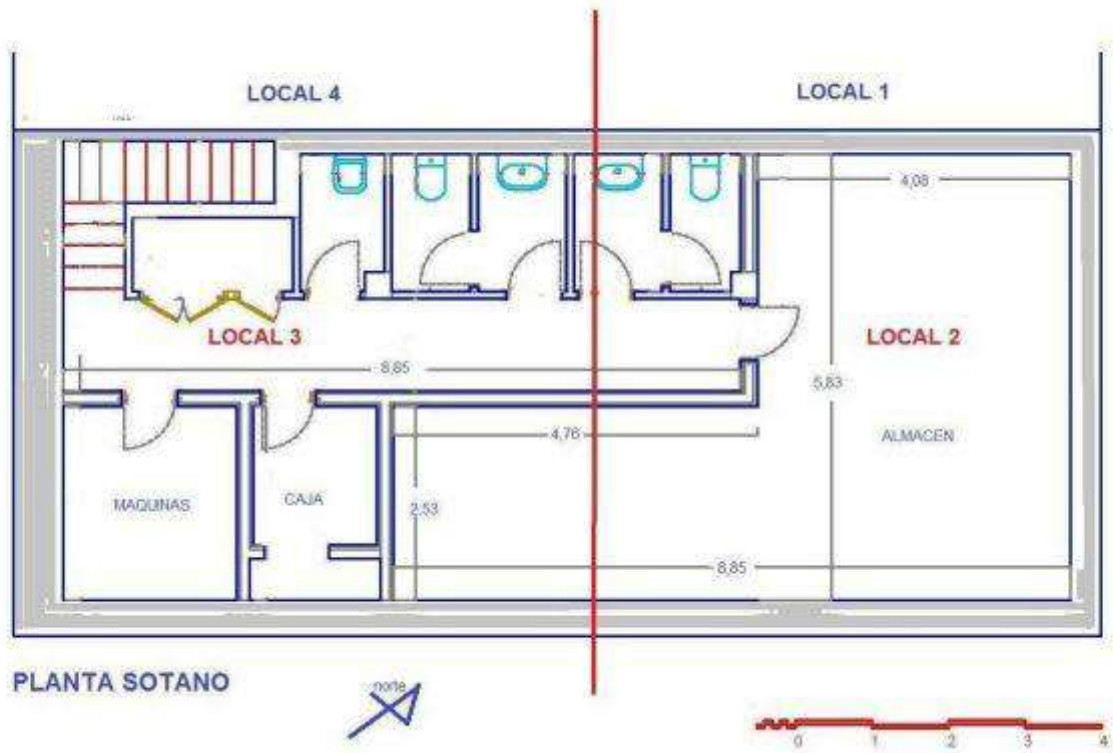 LOCAL 4
LOCAL 1
4,08
LOCAL 3
LOCAL 2
8,85
5,83
4,76
ALMACEN
MAQUINAS
CAJA
2,53
8,85
PLANTA SOTANO
norte
0 1 2 3 4